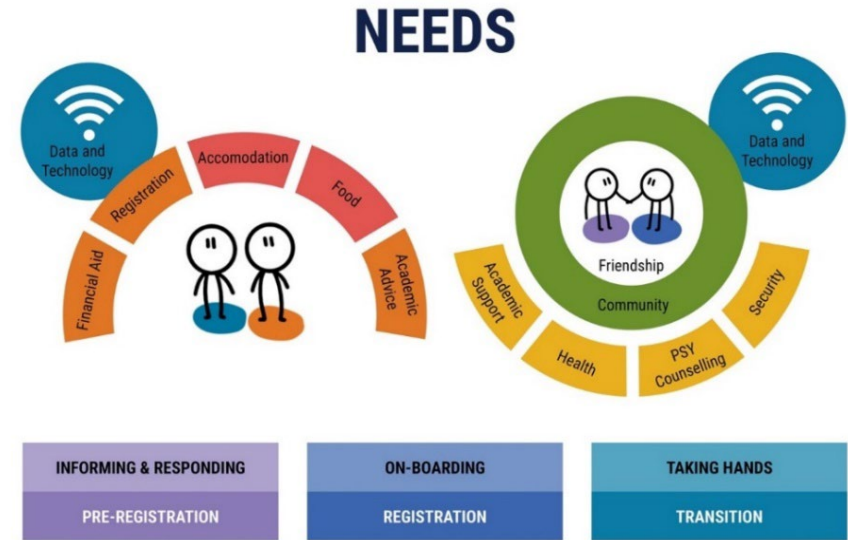 NEEDS
Data and
Technology
Registration
Accomodation
Food
Financial Aid
Academic
Advice
Data and
Technology
Friendship
Community
Academic
Support
Health
PSY
Counselling
Security
INFORMING & RESPONDING
PRE-REGISTRATION
ON-BOARDING
REGISTRATION
TAKING HANDS
TRANSITION